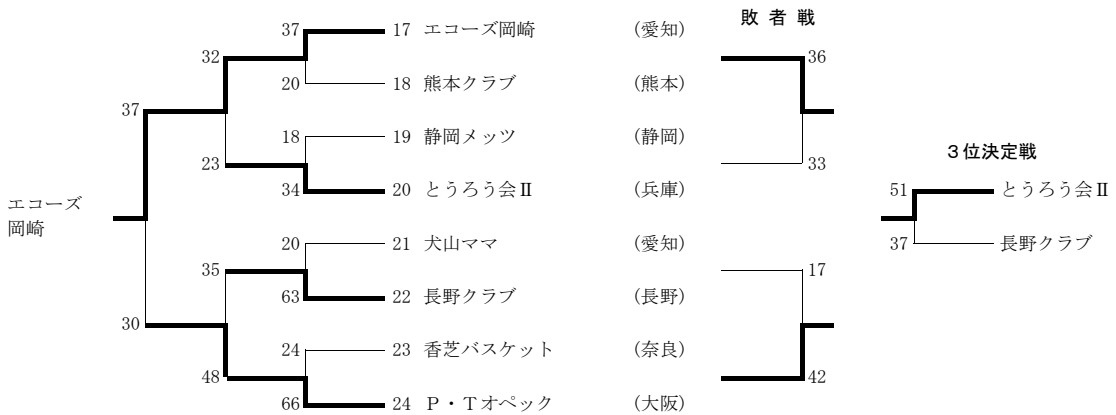 敗者戦
37 17 エコーズ岡崎 (愛知)
32 36
20 18 熊本クラブ (熊本)
37
18 19 静岡メッツ (静岡)
3位決定戦
23 33
34 20 とうろう会Ⅱ (兵庫) 51 とうろう会Ⅱ
エコーズ
岡崎
20 21 犬山ママ (愛知) 37 長野クラブ
35 17
63 22 長野クラブ (長野)
30
24 23 香芝バスケット (奈良)
48 42
66 24 P・Tオペック (大阪)